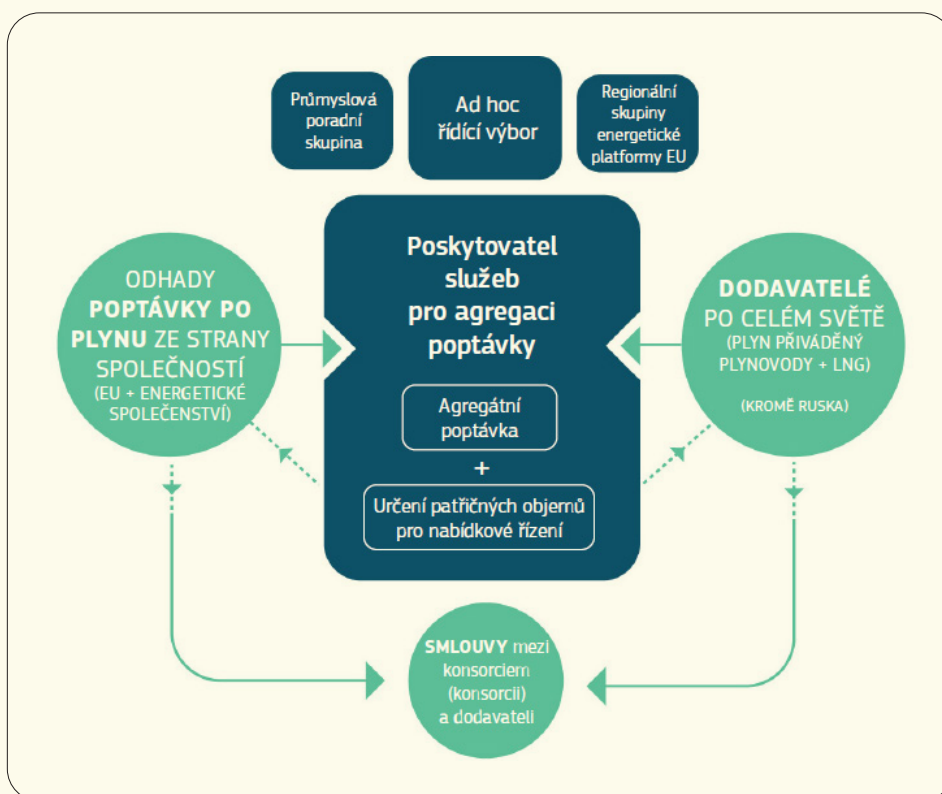 Průmyslová
poradní
skupina
Ad hoc
řídící výbor
Regionální
skupiny
energetické
platformy EU
Poskytovatel
služeb
pro agregaci
poptávky
ODHADY
POPTÁVKY PO
PLYNU ZE STRANY
SPOLEČNOSTÍ
(EU + ENERGETICKÉ
SPOLEČENSTVÍ)
DODAVATELÉ
PO CELÉM SVĚTĚ
(PLYN PŘIVÁDĚNÝ
PLYNOVODY + LNG)
(KROMĚ RUSKA)
Agregátní
poptávka
+
Určení patřičných objemů
pro nabídkové řízení
SMLOUVY mezi
konsorciem
(konsorcii)
a dodavateli